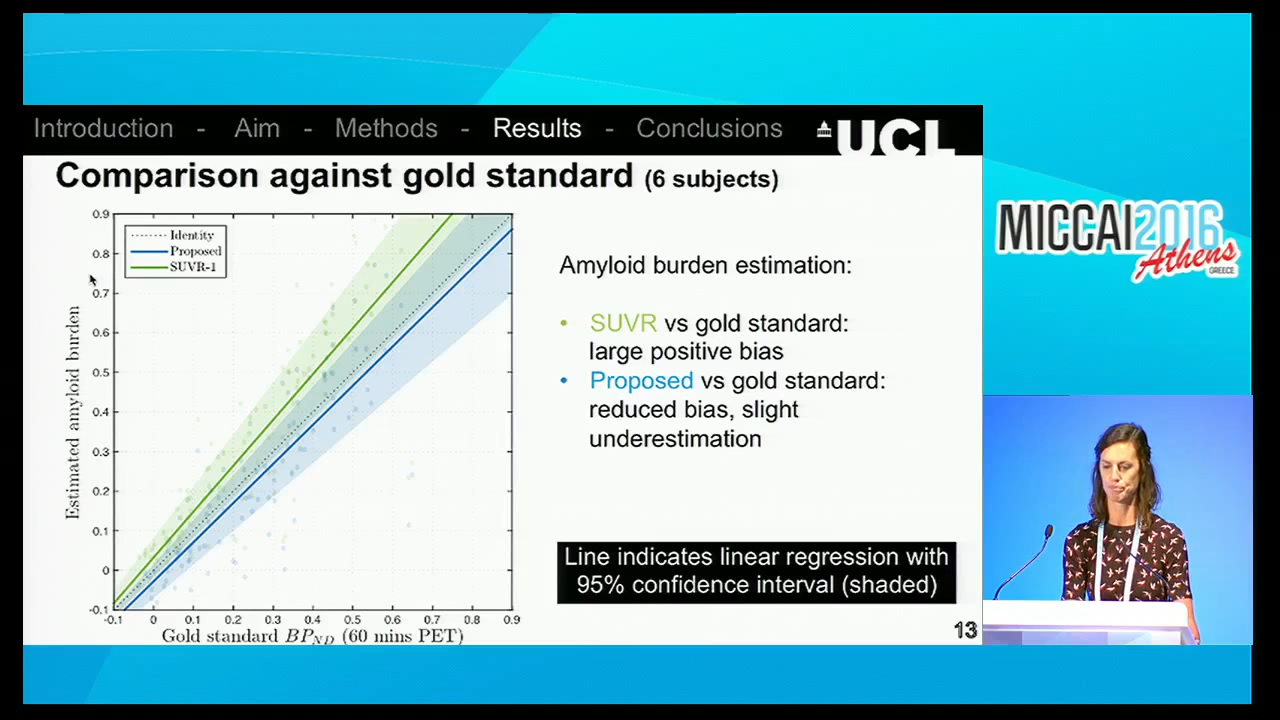 Introduction - Aim - Methods - Results - Conclusions
UCL
Comparison against gold standard (6 subjects)
0.9
0.8
0.7
0.6
0.5
0.4
0.3
0.2
0.1
0
-0.1
Identity
Proposed
SUVR-1
Estimated amyloid burden
-0.1 0 0.1 0.2 0.3 0.4 0.5 0.6 0.7 0.8 0.9
Gold standard BP_ND (60 mins PET)
Amyloid burden estimation:
• SUVR vs gold standard:
large positive bias
• Proposed vs gold standard:
reduced bias, slight
underestimation
Line indicates linear regression with
95% confidence interval (shaded)
13
MICCAI2016
Athens
GREECE